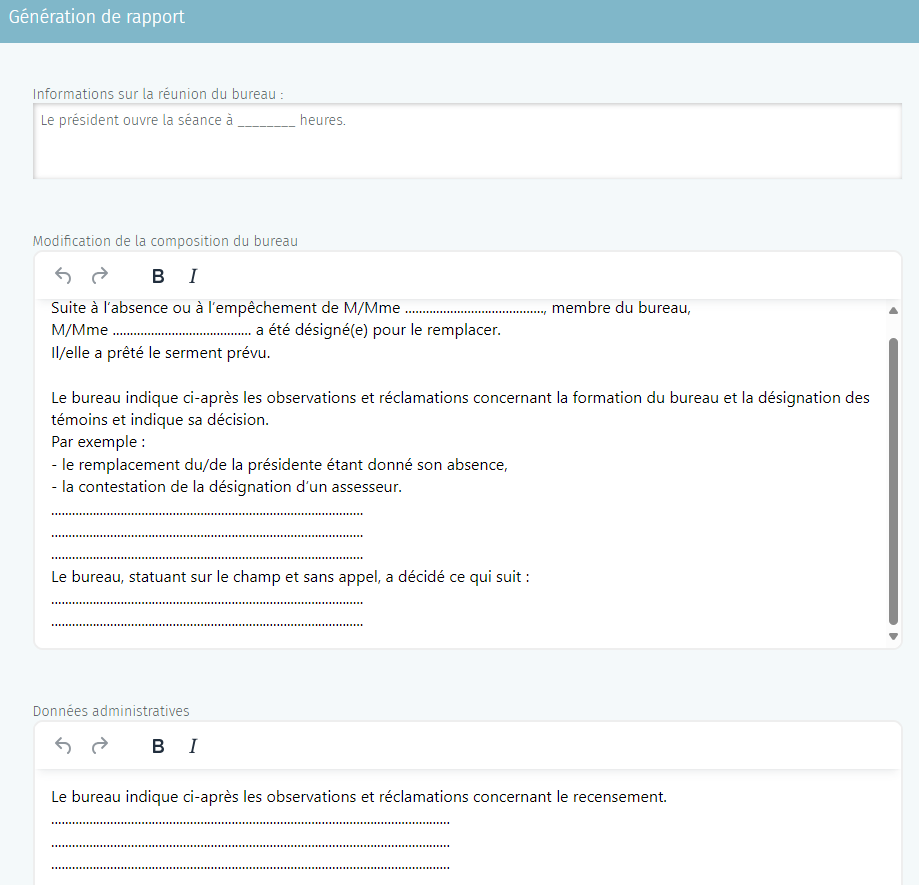 Génération de rapport
Informations sur la réunion du bureau :
Le président ouvre la séance à ________ heures.
Modification de la composition du bureau
B I
Suite à l'absence ou à l'empêchement de M/Mme ........................................, membre du bureau,
M/Mme ........................................ a été désigné(e) pour le remplacer.
Il/elle a prêté le serment prévu.
Le bureau indique ci-après les observations et réclamations concernant la formation du bureau et la désignation des
témoins et indique sa décision.
Par exemple :
- le remplacement du/de la présidente étant donné son absence,
- la contestation de la désignation d'un assesseur.
..........................................................................................
..........................................................................................
..........................................................................................
Le bureau, statuant sur le champ et sans appel, a décidé ce qui suit :
..........................................................................................
..........................................................................................
Données administratives
B I
Le bureau indique ci-après les observations et réclamations concernant le recensement.
...................................................................................................................
...................................................................................................................
...................................................................................................................